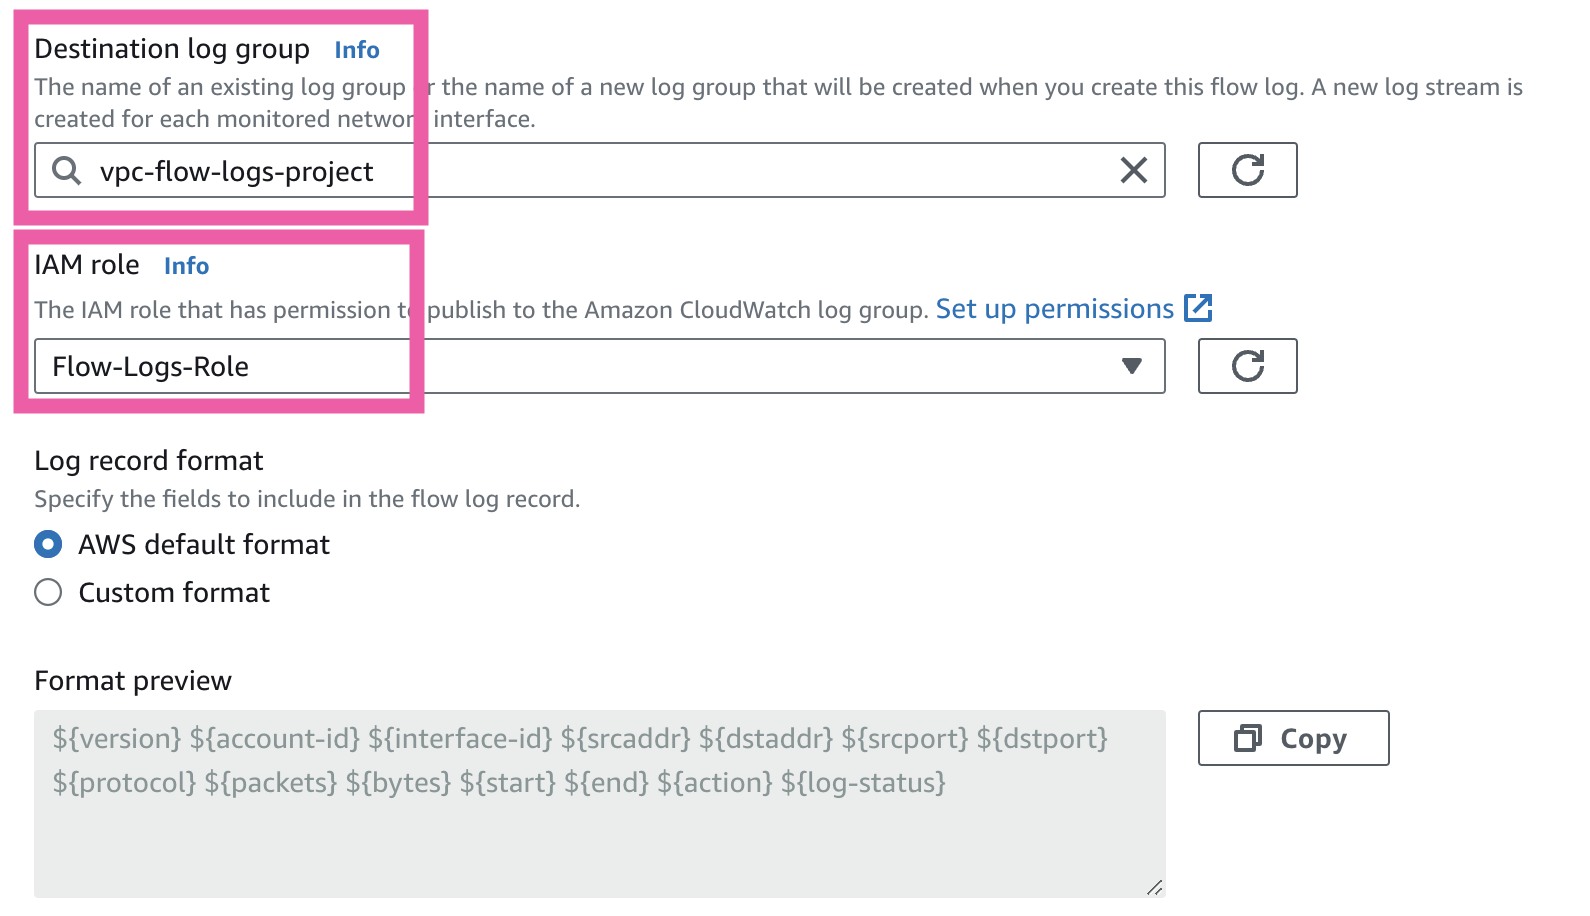 Destination log group Info
The name of an existing log group r the name of a new log group that will be created when you create this flow log. A new log stream is
created for each monitored network interface.
vpc-flow-logs-project
IAM role Info
The IAM role that has permission to publish to the Amazon CloudWatch log group. Set up permissions
Flow-Logs-Role
Log record format
Specify the fields to include in the flow log record.
AWS default format
Custom format
Format preview
${version} ${account-id} ${interface-id} ${srcaddr} ${dstaddr} ${srcport} ${dstport}
${protocol} ${packets} ${bytes} ${start} ${end} ${action} ${log-status}
Copy